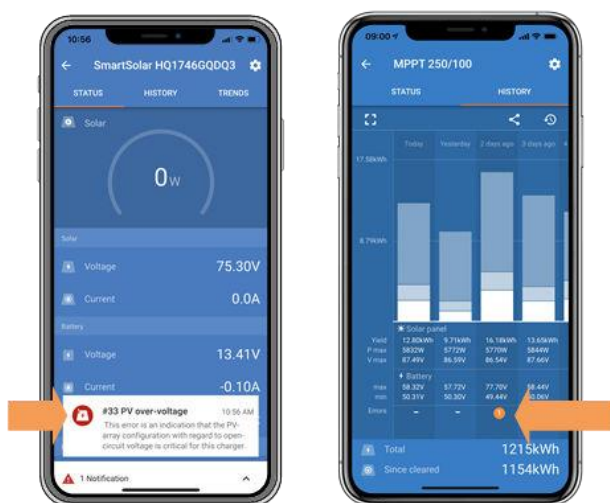 10:56
SmartSolar HQ1746GQDQ3
STATUS HISTORY TRENDS
Solar
0W
Solar
Voltage 75.30V
Current 0.0A
Battery
Voltage 13.41V
Current -0.10A
#33 PV over-voltage 10:56 AM
This error is an indication that the PV-
array configuration with regard to open-
circuit voltage is critical for this charger.
1 Notification
09:00
MPPT 250/100
STATUS HISTORY
Today Yesterday 2 days ago 3 days ago 4
17.58kWh
8.79kWh
Solar panel
Yield 12.80kWh 9.71kWh 16.18kWh 13.65kWh
P max 5832W 5772W 5770W 5844W
V max 87.49V 86.59V 86.54V 87.66V
Battery
max 58.32V 57.72V 77.70V 58.44V
min 50.31V 50.30V 49.44V 50.06V
Errors – – 1
Total 1215kWh
Since cleared 1154kWh